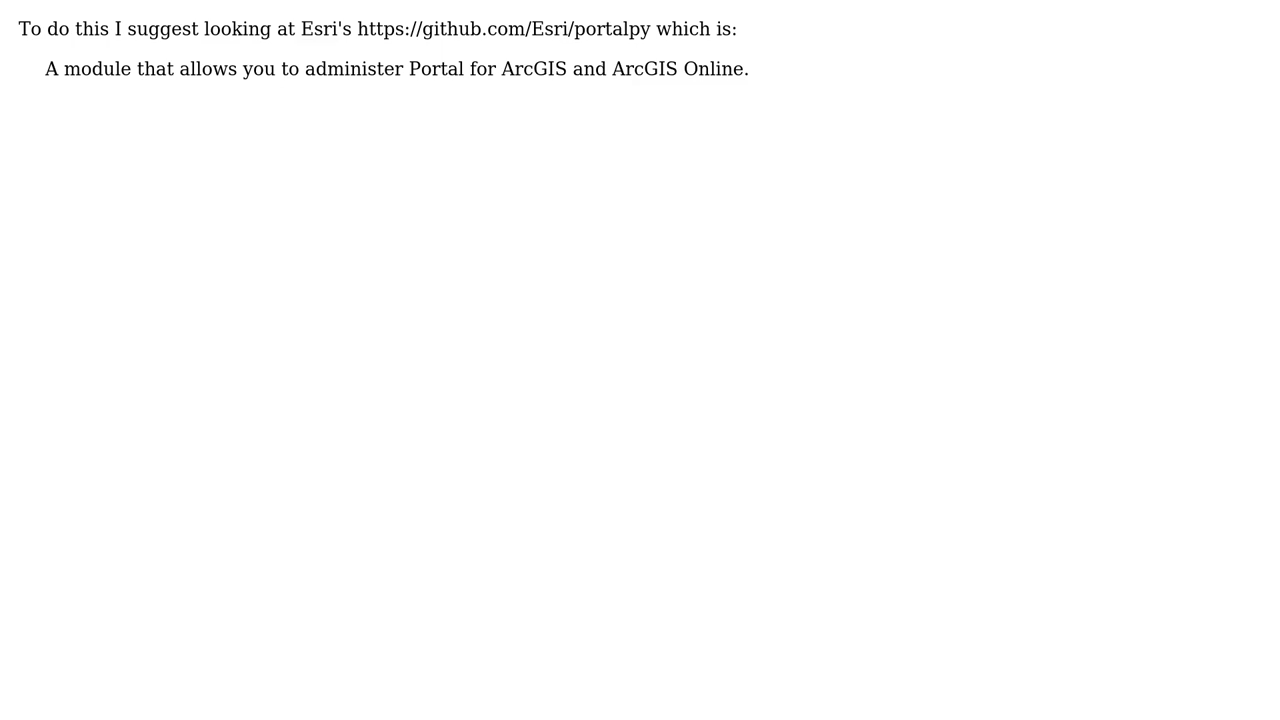 To do this I suggest looking at Esri's https://github.com/Esri/portalpy which is:
A module that allows you to administer Portal for ArcGIS and ArcGIS Online.